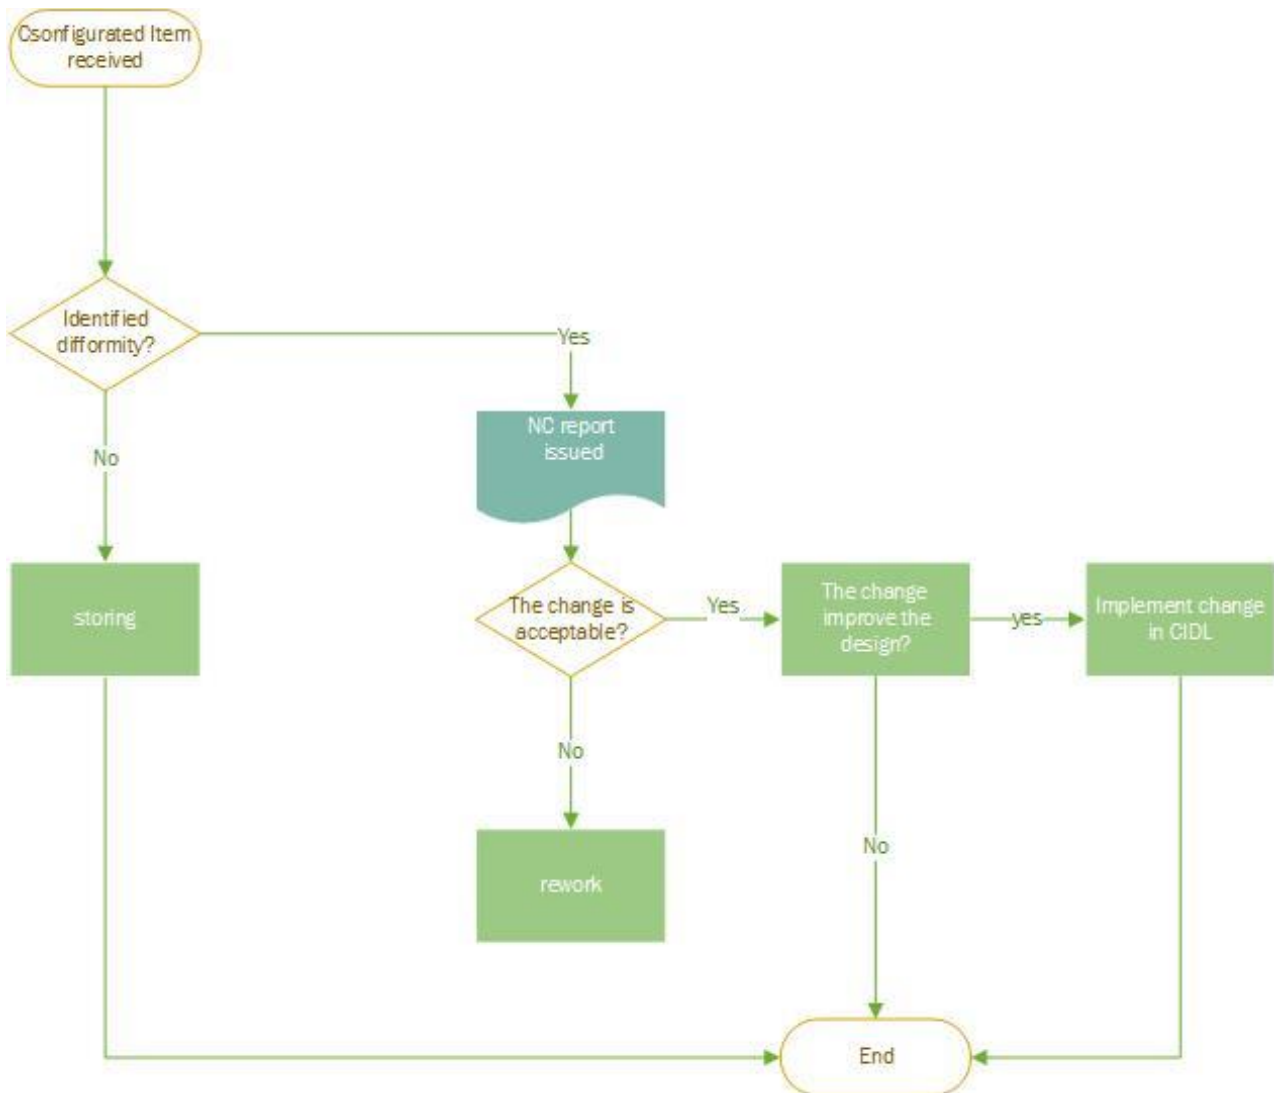 Csonfigurated Item
received
Identified
difformity?
Yes
No
NC report
issued
storing
The change is
acceptable?
Yes
The change
improve the
design?
yes
Implement change
in CIDL
No
rework
No
End